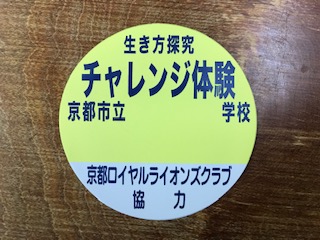 生き方探究
チャレンジ体験
京都市立 学校
京都ロイヤルライオンズクラブ
協 力